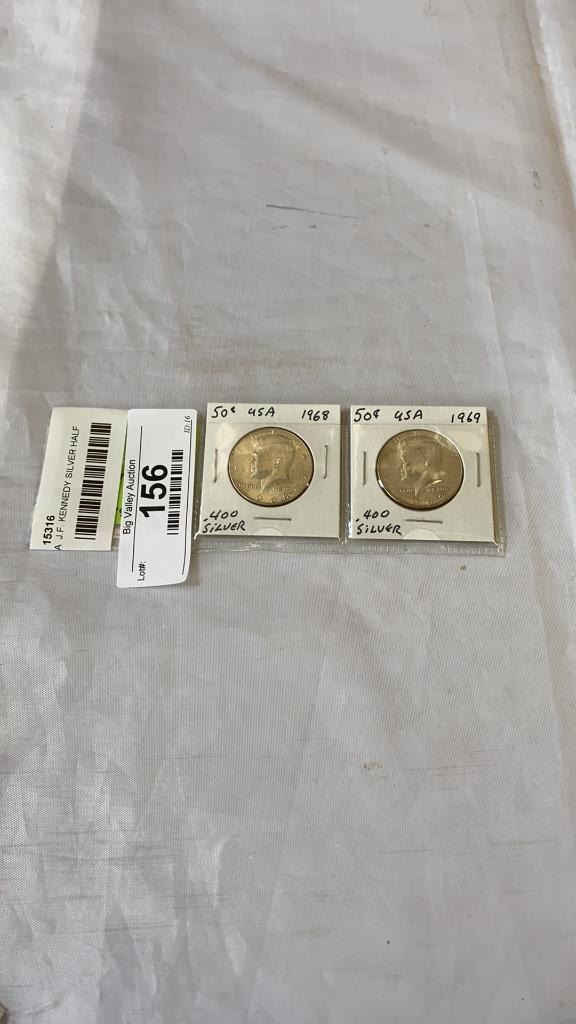 15316
A J.F. KENNEDY SILVER HALF
Big Valley Auction
156
Lot#:
ID:16
50¢ USA 1968
.400
SILVER
50¢ USA 1969
.400
SILVER